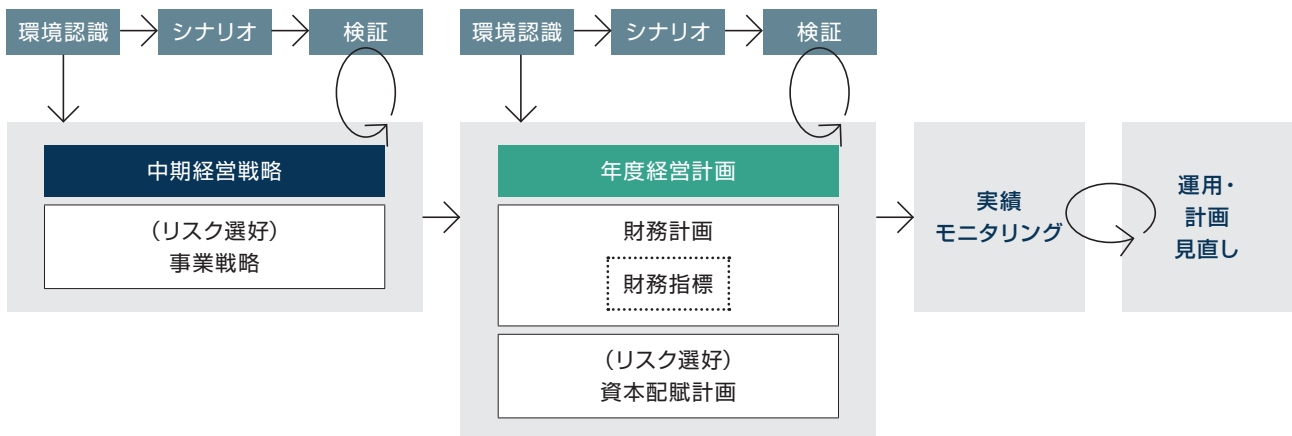 環境認識
シナリオ
検証
環境認識
シナリオ
検証
中期経営戦略
（リスク選好）
事業戦略
年度経営計画
財務計画
財務指標
（リスク選好）
資本配賦計画
実績
モニタリング
運用・
計画
見直し